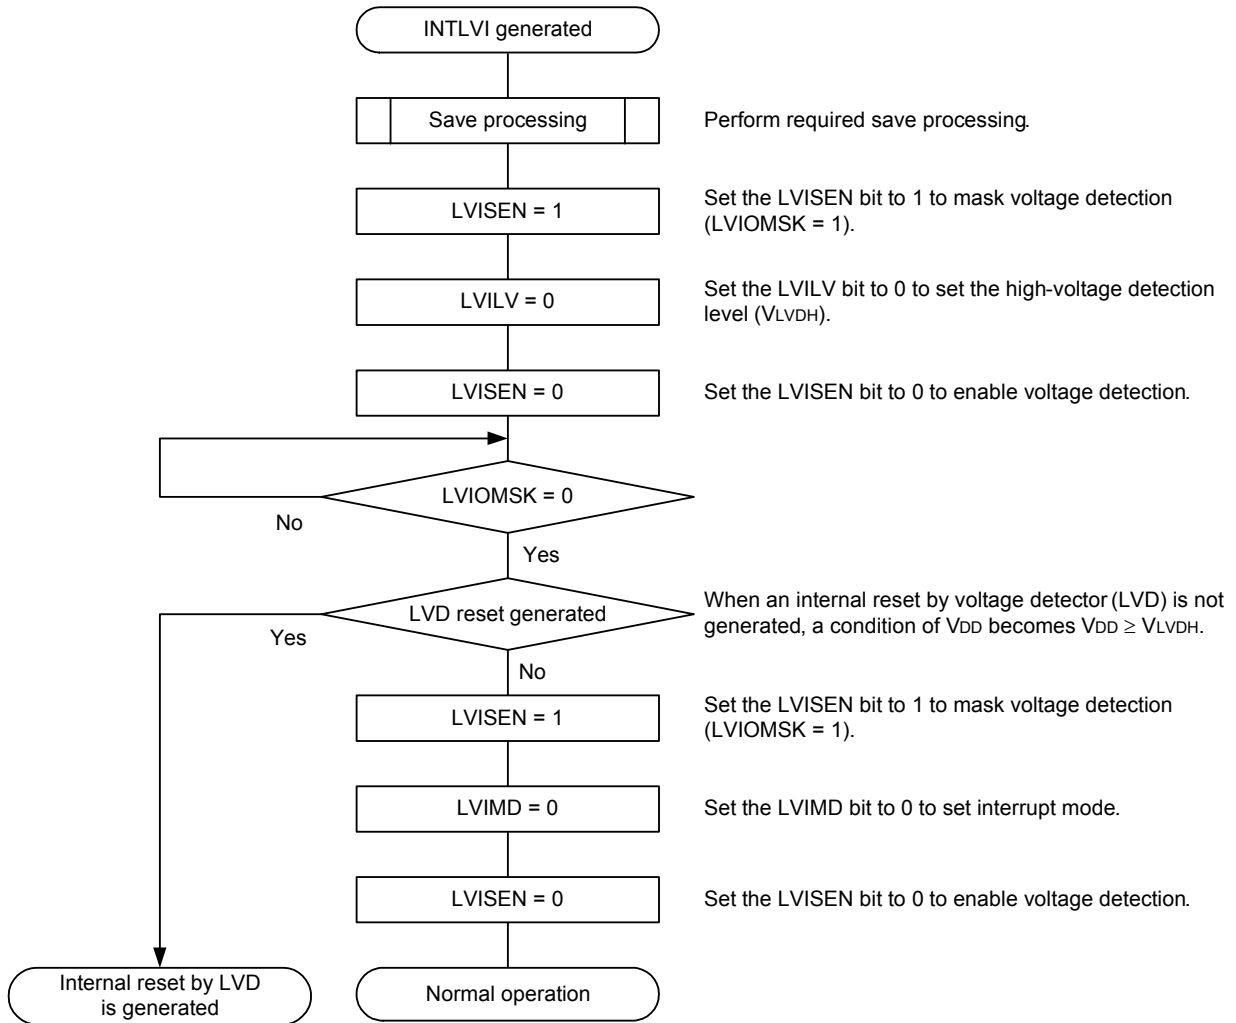 INTLVI generated
Save processing
Perform required save processing.
LVISEN = 1
Set the LVISEN bit to 1 to mask voltage detection
(LVIOMSK = 1).
LVILV = 0
Set the LVILV bit to 0 to set the high-voltage detection
level (VLVDH).
LVISEN = 0
Set the LVISEN bit to 0 to enable voltage detection.
LVIOMSK = 0
No
Yes
LVD reset generated
When an internal reset by voltage detector (LVD) is not
generated, a condition of VDD becomes VDD ≥ VLVDH.
Yes
No
LVISEN = 1
Set the LVISEN bit to 1 to mask voltage detection
(LVIOMSK = 1).
LVIMD = 0
Set the LVIMD bit to 0 to set interrupt mode.
LVISEN = 0
Set the LVISEN bit to 0 to enable voltage detection.
Internal reset by LVD
is generated
Normal operation